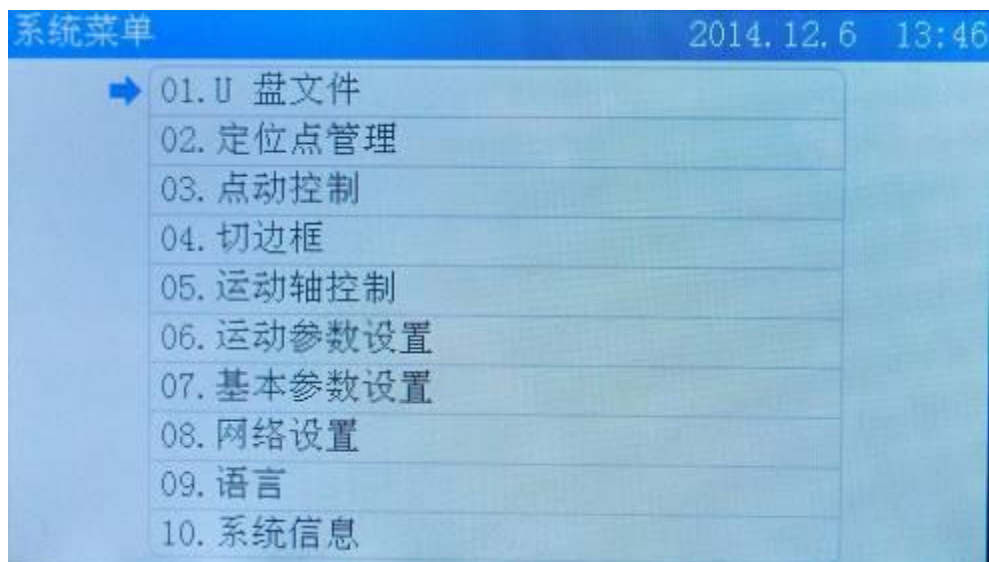 系统菜单 2014.12.6 13:46
01.U 盘文件
02.定位点管理
03.点动控制
04.切边框
05.运动轴控制
06.运动参数设置
07.基本参数设置
08.网络设置
09.语言
10.系统信息